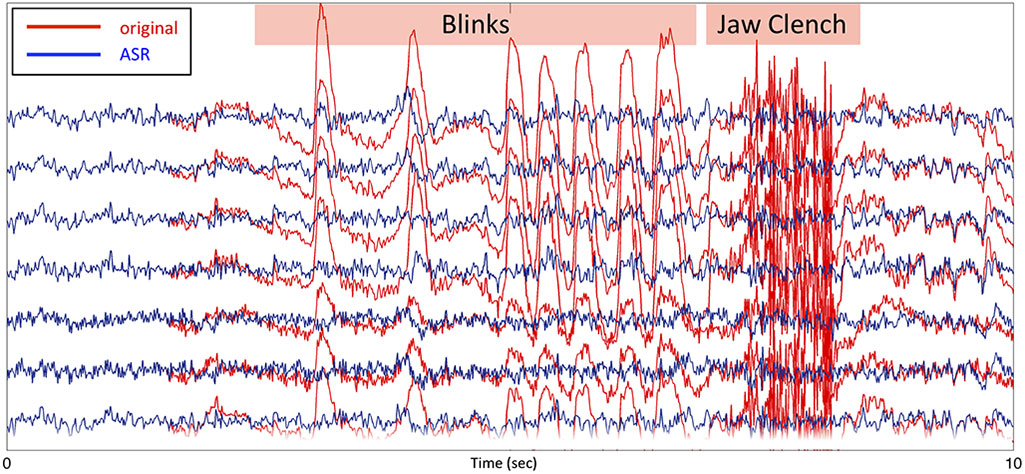 original
ASR
Blinks
Jaw Clench
0
Time (sec)
10